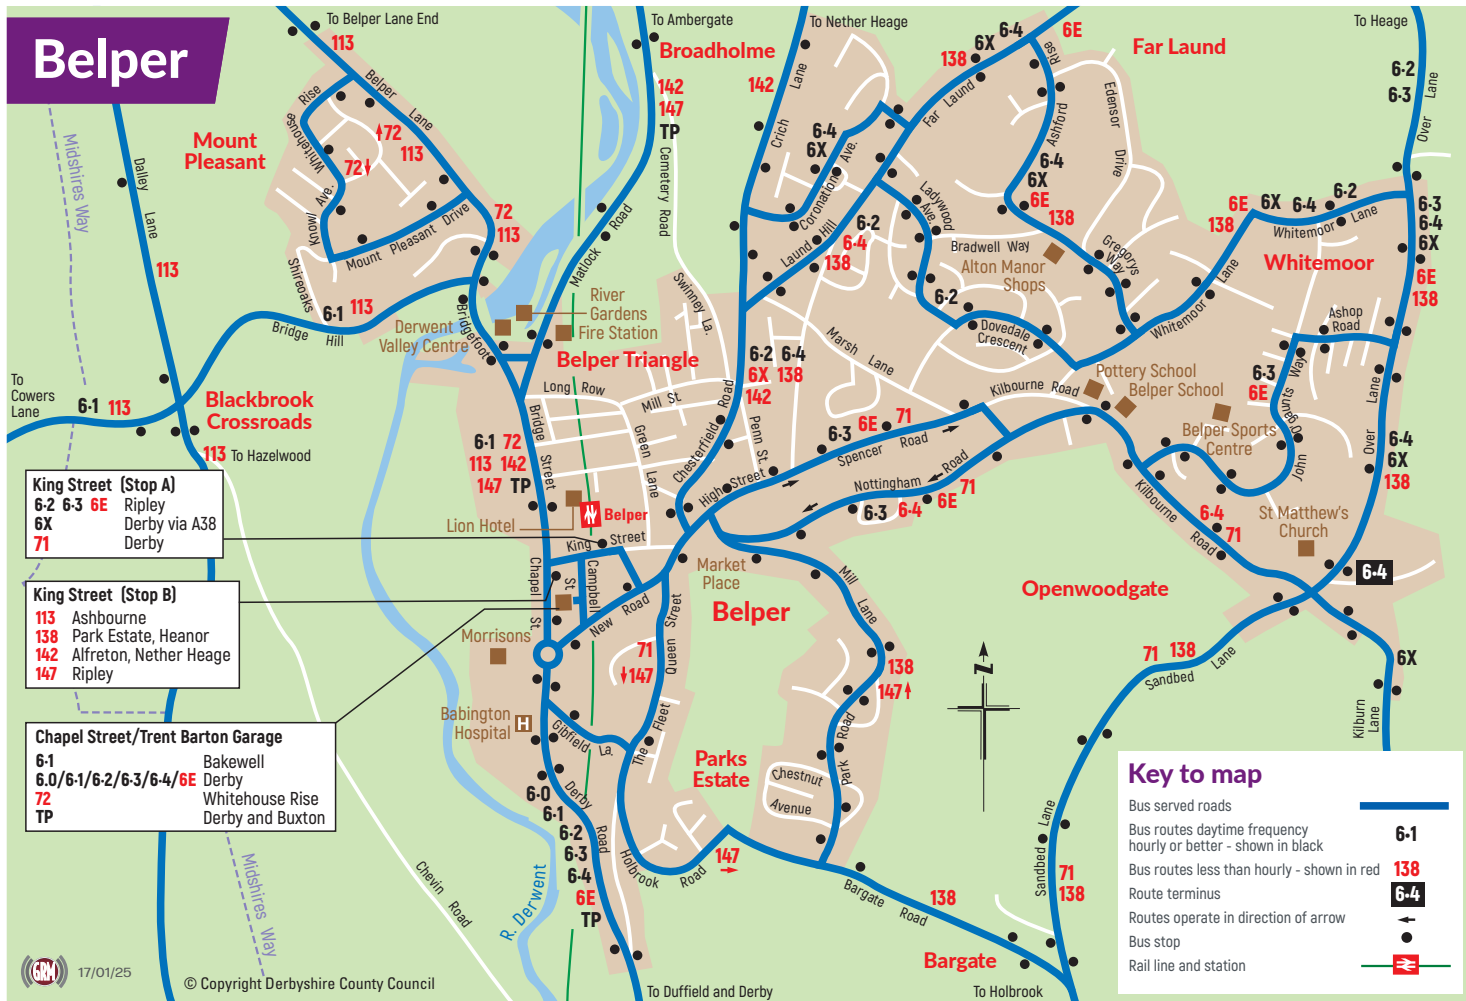 Belper
To Belper Lane End
To Ambergate
To Nether Heage
To Heage
113
Broadholme
Far Laund
Mount
Pleasant
Midshires Way
Dalley
Lane
113
Whitehouse
Rise
Belper
Lane
72
113
72
Know
Ave.
Mount Pleasant Drive
72
113
Shireoaks
6·1 113
Bridge Hill
Derwent
Valley Centre
Bridgefoot
River
Gardens
Fire Station
Belper Triangle
Matlock
Road
142
147
TP
Cemetery Road
Swinney La.
142
Crich
Lane
138 6X 6·4 6E
Far Laund
Rise
Ashford
Edensor
Drive
6·4
6X
Coronation
Ave.
6·4
6X
6E
138
Laund Hill
6·2
6·4
138
Ladywood
Ave.
Bradwell Way
Alton Manor
Shops
Gregorys
Way
6·2
Dovedale
Crescent
Marsh Lane
6E 6X 6·4 6·2
138
Whitemoor Lane
Whitemoor
Whitemoor Lane
6·2
6·3
Over
Lane
6·3
6·4
6X
6E
138
Ashop
Road
6·3
6E
John
O'Gaunts
Way
Over
Lane
6·4
6X
138
To
Cowers
Lane
6·1 113
Blackbrook
Crossroads
113 To Hazelwood
Long Row
Mill St.
Green
Lane
Bridge
Street
6·1 72
113 142
147 TP
6·2 6·4
6X 138
142
Chesterfield
Road
Penn St.
High Street
Kilbourne Road
Pottery School
Belper School
Belper Sports
Centre
6·3 6E 71
Spencer Road
Nottingham
Road
6·3 6·4 6E 71
Kilbourne
Road
6·4
71
St Matthew's
Church
6·4
Openwoodgate
Lion Hotel
Belper
King Street
Chapel
St.
Campbell
St.
New Road
Market
Place
Belper
Queen Street
71
147
Mill
Lane
138
147
Morrisons
Babington
Hospital
H
Gibfield
La.
The
Fleet
Derby
Road
Parks
Estate
Chestnut
Avenue
Park
Road
6·0
6·1
6·2
6·3
6·4
6E
TP
Holbrook
Road
147
Bargate
Road
138
Bargate
71 138
Sandbed Lane
Sandbed
Lane
71
138
6X
Kilburn
Lane
King Street (Stop A)
6·2 6·3 6E Ripley
6X Derby via A38
71 Derby
King Street (Stop B)
113 Ashbourne
138 Park Estate, Heanor
142 Alfreton, Nether Heage
147 Ripley
Chapel Street/Trent Barton Garage
6·1 Bakewell
6.0/6·1/6·2/6·3/6·4/6E Derby
72 Whitehouse Rise
TP Derby and Buxton
Midshires Way
Chevin
Road
R. Derwent
GRM
17/01/25
© Copyright Derbyshire County Council
To Duffield and Derby
To Holbrook
Key to map
Bus served roads
Bus routes daytime frequency
hourly or better - shown in black 6·1
Bus routes less than hourly - shown in red 138
Route terminus 6·4
Routes operate in direction of arrow
Bus stop
Rail line and station